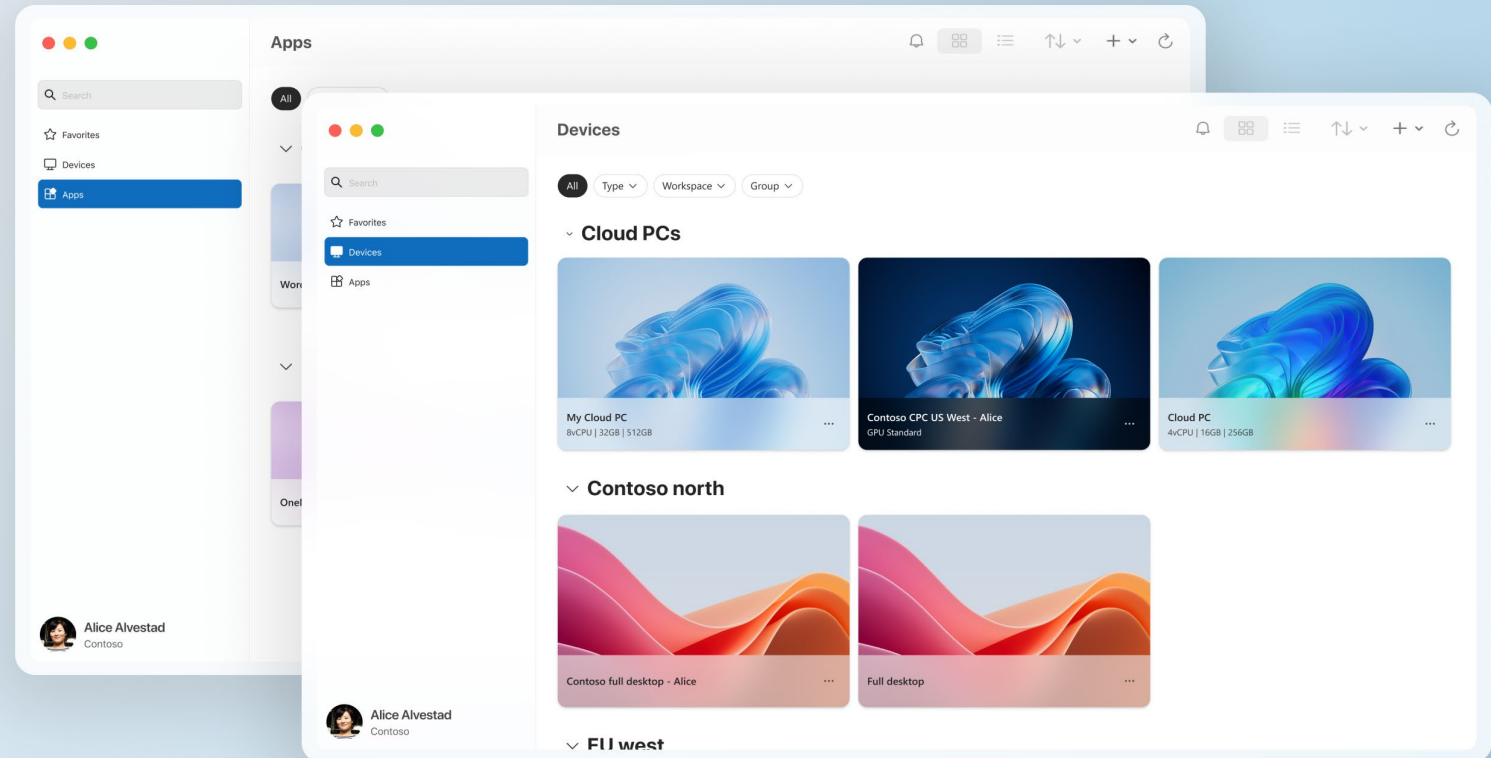 Apps
Search
Favorites
Devices
Apps
All
Alice Alvestad
Contoso
Devices
Search
Favorites
Devices
Apps
All
Type
Workspace
Group
Cloud PCs
My Cloud PC
8vCPU | 32GB | 512GB
Contoso CPC US West - Alice
GPU Standard
Cloud PC
4vCPU | 16GB | 256GB
Contoso north
Contoso full desktop - Alice
Full desktop
EU west
Alice Alvestad
Contoso